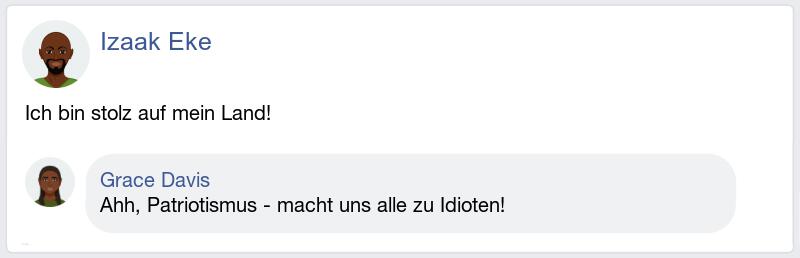 Izaak Eke
Ich bin stolz auf mein Land!
Grace Davis
Ahh, Patriotismus - macht uns alle zu Idioten!